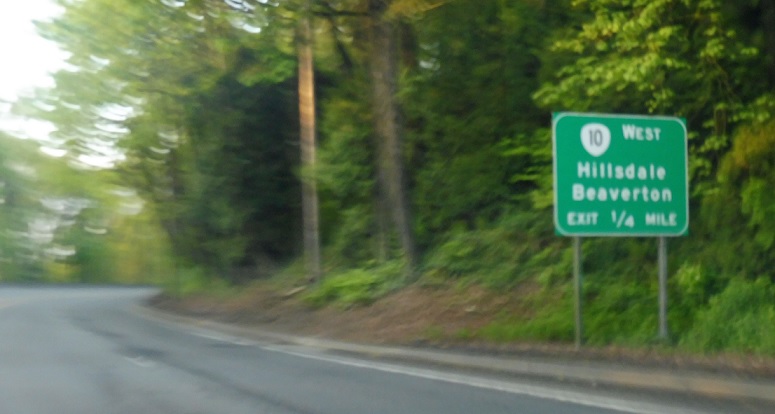 10 WEST
Hillsdale
Beaverton
EXIT 1/4 MILE